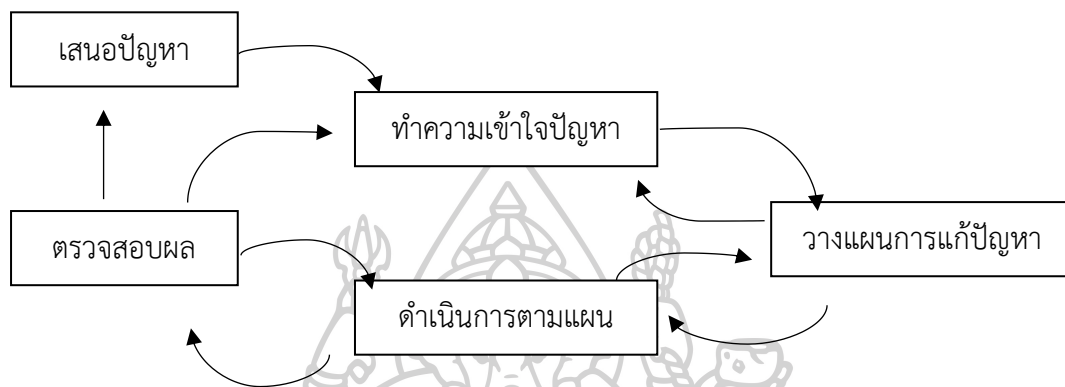 เสนอปัญหา
ทำความเข้าใจปัญหา
ตรวจสอบผล
วางแผนการแก้ปัญหา
ดำเนินการตามแผน